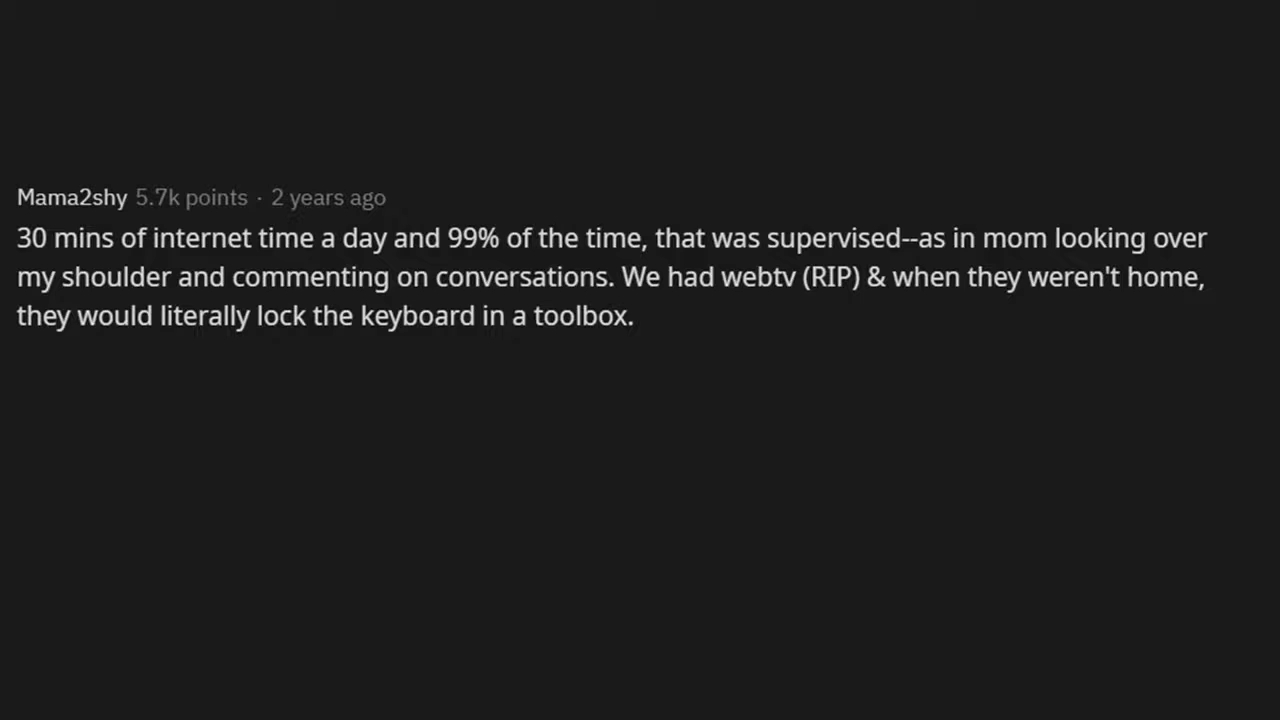 Mama2shy 5.7k points · 2 years ago
30 mins of internet time a day and 99% of the time, that was supervised--as in mom looking over
my shoulder and commenting on conversations. We had webtv (RIP) & when they weren't home,
they would literally lock the keyboard in a toolbox.